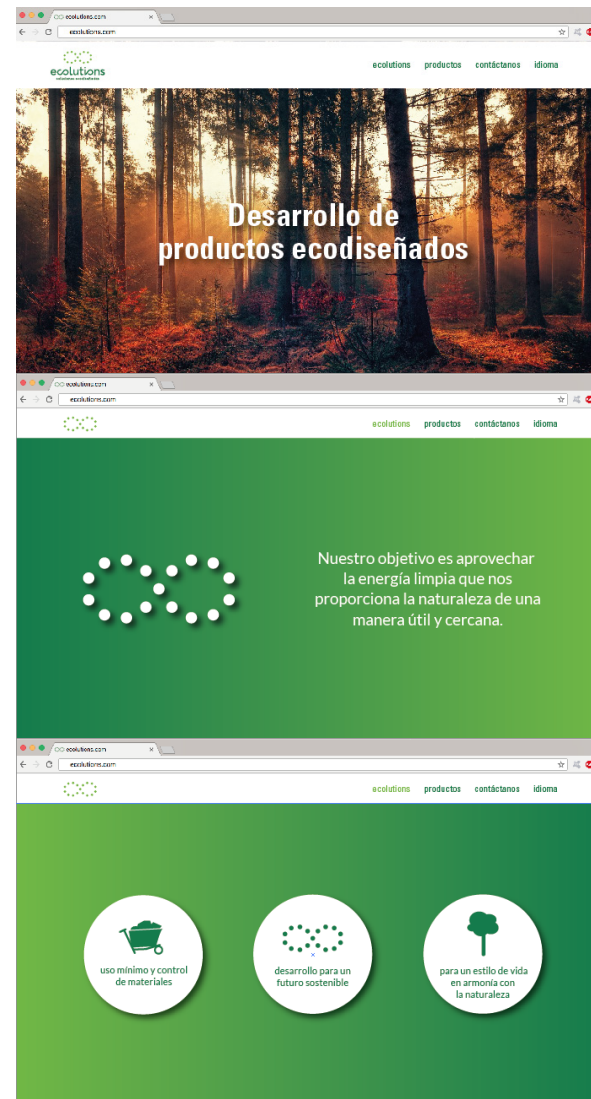 ecolutions.com
ecolutions.com
ecolutions
soluciones ecodiseñadas
ecolutions productos contáctanos idioma
Desarrollo de
productos ecodiseñados
ecolutions.com
ecolutions.com
ecolutions productos contáctanos idioma
Nuestro objetivo es aprovechar
la energía limpia que nos
proporciona la naturaleza de una
manera útil y cercana.
ecolutions.com
ecolutions.com
ecolutions productos contáctanos idioma
uso mínimo y control
de materiales
desarrollo para un
futuro sostenible
para un estilo de vida
en armonía con
la naturaleza